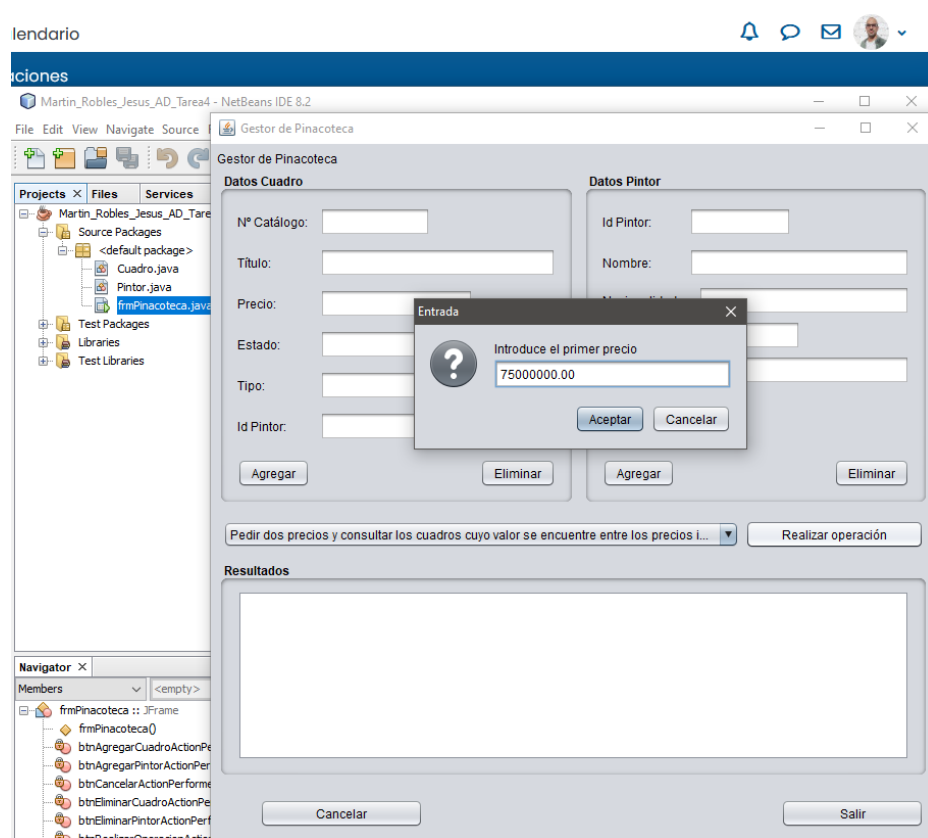 lendario
aciones
Martin_Robles_Jesus_AD_Tarea4 - NetBeans IDE 8.2
File Edit View Navigate Source
Gestor de Pinacoteca
Gestor de Pinacoteca
Projects Files Services
Martin_Robles_Jesus_AD_Tare
Source Packages
<default package>
Cuadro.java
Pintor.java
frmPinacoteca.java
Test Packages
Libraries
Test Libraries
Datos Cuadro
Nº Catálogo:
Título:
Precio:
Estado:
Tipo:
Id Pintor:
Agregar
Eliminar
Datos Pintor
Id Pintor:
Nombre:
Agregar
Eliminar
Entrada
Introduce el primer precio
75000000.00
Aceptar Cancelar
Pedir dos precios y consultar los cuadros cuyo valor se encuentre entre los precios i...
Realizar operación
Resultados
Navigator
Members
<empty>
frmPinacoteca :: JFrame
frmPinacoteca()
btnAgregarCuadroActionPe
btnAgregarPintorActionPer
btnCancelarActionPerforme
btnEliminarCuadroActionPe
btnEliminarPintorActionPerf
Cancelar
Salir